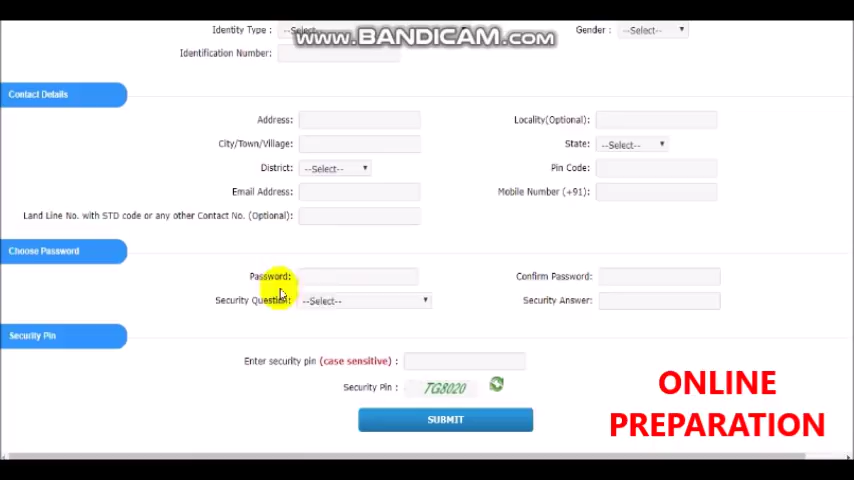 Identity Type : --Select-- Gender : --Select--
www.BANDICAM.com
Identification Number:
Contact Details
Address: Locality(Optional):
City/Town/Village: State: --Select--
District: --Select-- Pin Code:
Email Address: Mobile Number (+91):
Land Line No. with STD code or any other Contact No. (Optional):
Choose Password
Password: Confirm Password:
Security Question: --Select-- Security Answer:
Security Pin
Enter security pin (case sensitive) :
Security Pin : TG8020
SUBMIT
ONLINE
PREPARATION